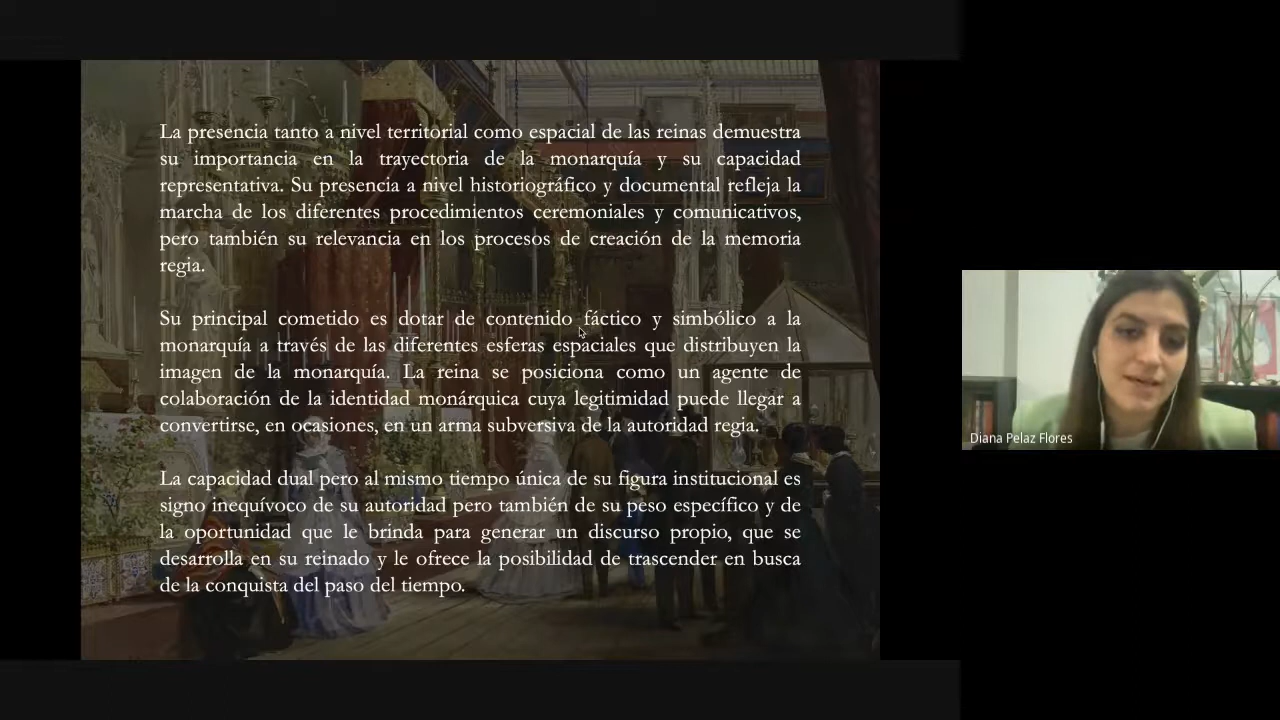 La presencia tanto a nivel territorial como espacial de las reinas demuestra
su importancia en la trayectoria de la monarquía y su capacidad
representativa. Su presencia a nivel historiográfico y documental refleja la
marcha de los diferentes procedimientos ceremoniales y comunicativos,
pero también su relevancia en los procesos de creación de la memoria
regia.
Su principal cometido es dotar de contenido fáctico y simbólico a la
monarquía a través de las diferentes esferas espaciales que distribuyen la
imagen de la monarquía. La reina se posiciona como un agente de
colaboración de la identidad monárquica cuya legitimidad puede llegar a
convertirse, en ocasiones, en un arma subversiva de la autoridad regia.
La capacidad dual pero al mismo tiempo única de su figura institucional es
signo inequívoco de su autoridad pero también de su peso específico y de
la oportunidad que le brinda para generar un discurso propio, que se
desarrolla en su reinado y le ofrece la posibilidad de trascender en busca
de la conquista del paso del tiempo.
Diana Pelaz Flores